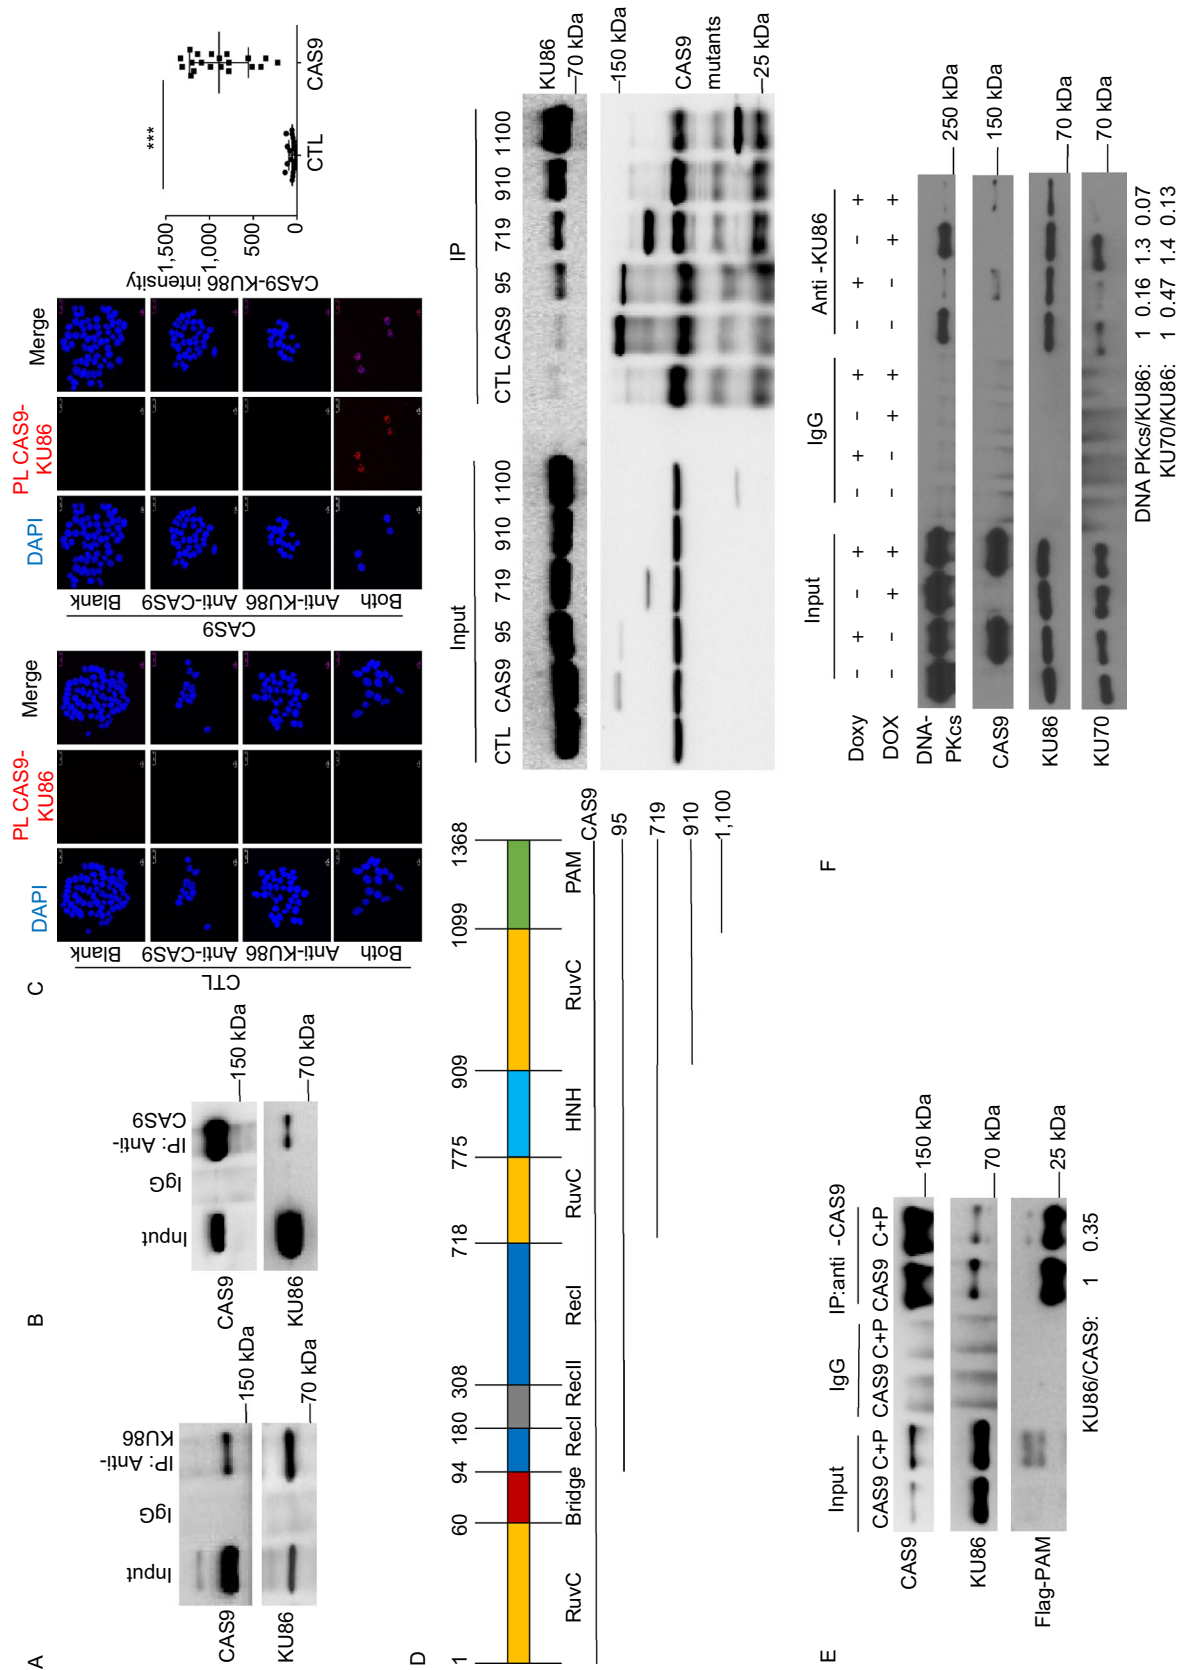 A
Input
IgG
IP: Anti-
KU86
CAS9
150 kDa
KU86
70 kDa
B
Input
IgG
IP: Anti-
CAS9
CAS9
150 kDa
KU86
70 kDa
C
DAPI
PL CAS9-
KU86
Merge
DAPI
PL CAS9-
KU86
Merge
CTL
Blank
Anti-CAS9
Anti-KU86
Both
CAS9
Blank
Anti-CAS9
Anti-KU86
Both
CAS9-KU86 intensity
1,500
1,000
500
0
***
CTL
CAS9
D
1
60
94
180
308
718
775
909
1099
1368
RuvC
Bridge
RecI
RecII
RecI
RuvC
HNH
RuvC
PAM
CAS9
95
719
910
1,100
Input
IP
CTL CAS9 95 719 910 1100
CTL CAS9 95 719 910 1100
KU86
70 kDa
150 kDa
CAS9
mutants
25 kDa
E
Input
IgG
IP:anti -CAS9
CAS9 C+P
CAS9 C+P
CAS9 C+P
CAS9
150 kDa
KU86
70 kDa
Flag-PAM
25 kDa
KU86/CAS9: 1 0.35
F
Input
IgG
Anti -KU86
Doxy - + - + - + - + - + - +
DOX - - + + - - + + - - + +
DNA-
PKcs
250 kDa
CAS9
150 kDa
KU86
70 kDa
KU70
70 kDa
DNA PKcs/KU86: 1 0.16 1.3 0.07
KU70/KU86: 1 0.47 1.4 0.13